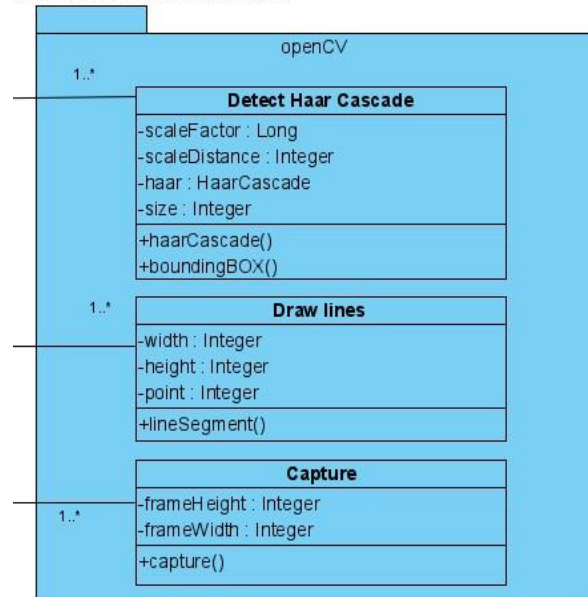 openCV
1..*
Detect Haar Cascade
-scaleFactor : Long
-scaleDistance : Integer
-haar : HaarCascade
-size : Integer
+haarCascade()
+boundingBOX()
1..*
Draw lines
-width : Integer
-height : Integer
-point : Integer
+lineSegment()
Capture
-frameHeight : Integer
1..*
-frameWidth : Integer
+capture()